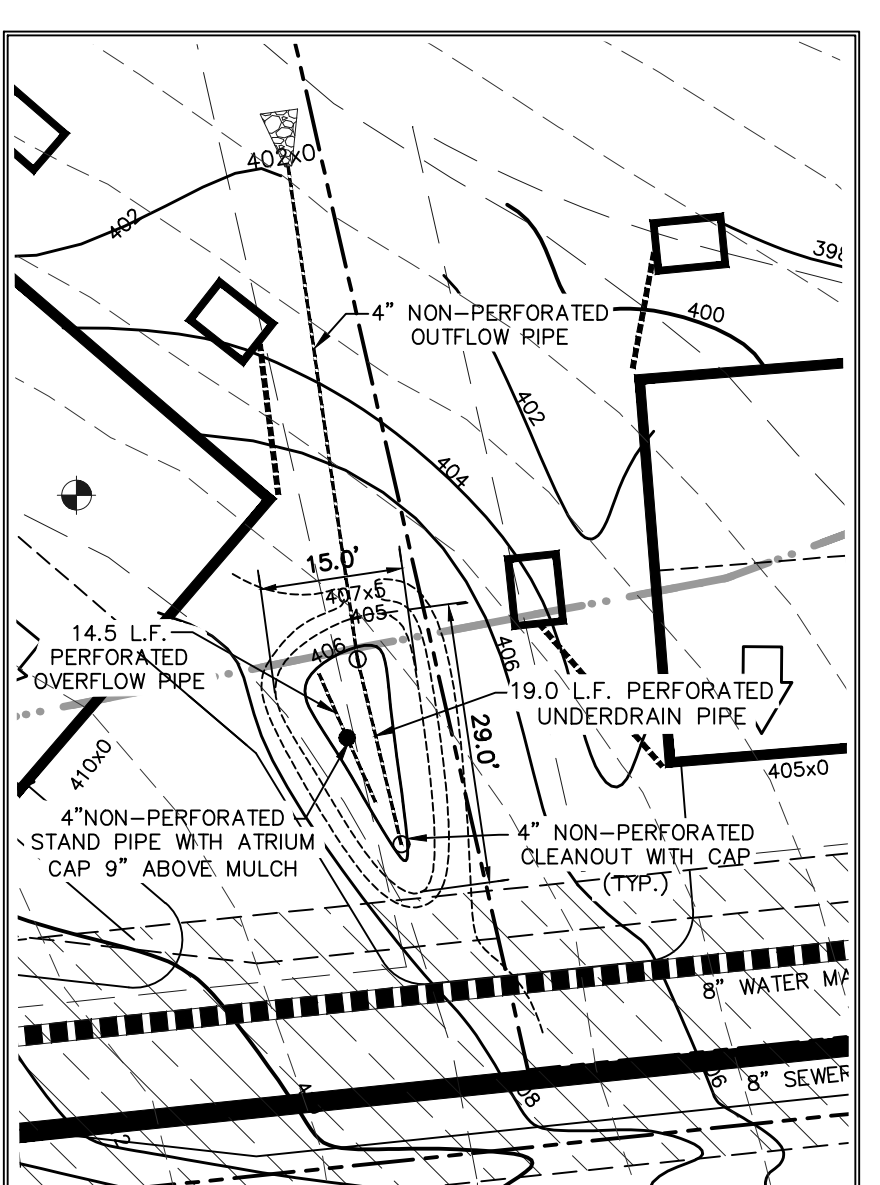 402x0
402
398
4” NON-PERFORATED
OUTFLOW PIPE
400
402
404
15.0’
407x5
405
406
14.5 L.F.
PERFORATED
OVERFLOW PIPE
406
19.0 L.F. PERFORATED
UNDERDRAIN PIPE
29.0’
410x0
405x0
4”NON-PERFORATED
STAND PIPE WITH ATRIUM
CAP 9” ABOVE MULCH
4” NON-PERFORATED
CLEANOUT WITH CAP
(TYP.)
8” WATER MA
8” SEWER